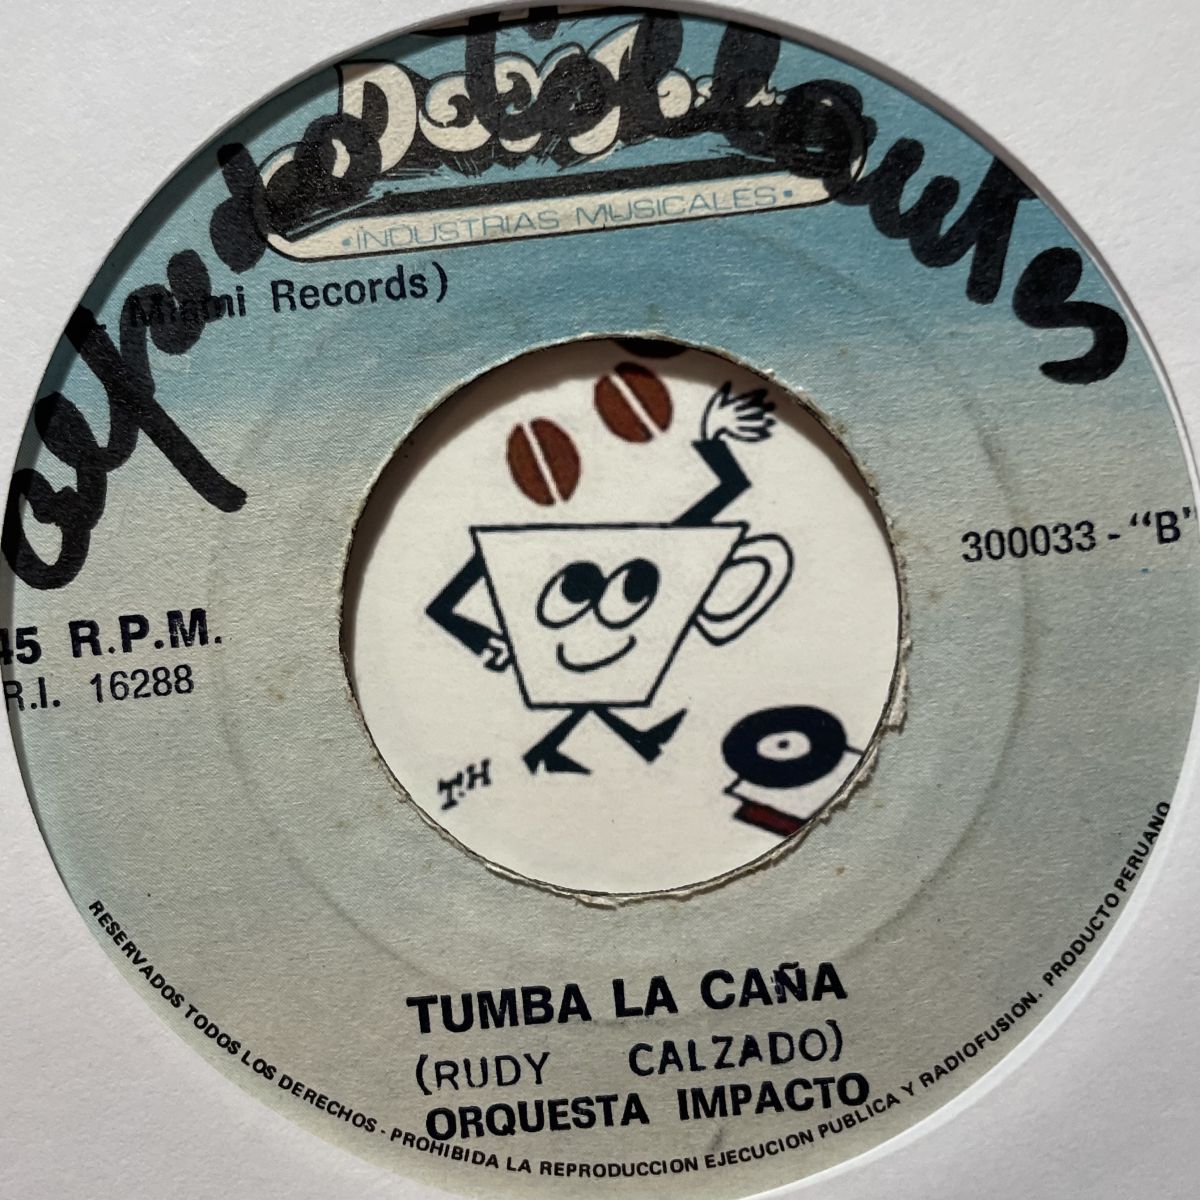 INDUSTRIAS MUSICALES
Miami Records)
300033 - "B"
45 R.P.M.
R.I. 16288
T.H
TUMBA LA CAÑA
(RUDY CALZADO)
ORQUESTA IMPACTO
RESERVADOS TODOS LOS DERECHOS - PROHIBIDA LA REPRODUCCION EJECUCION PUBLICA Y RADIOFUSION. PRODUCTO PERUANO